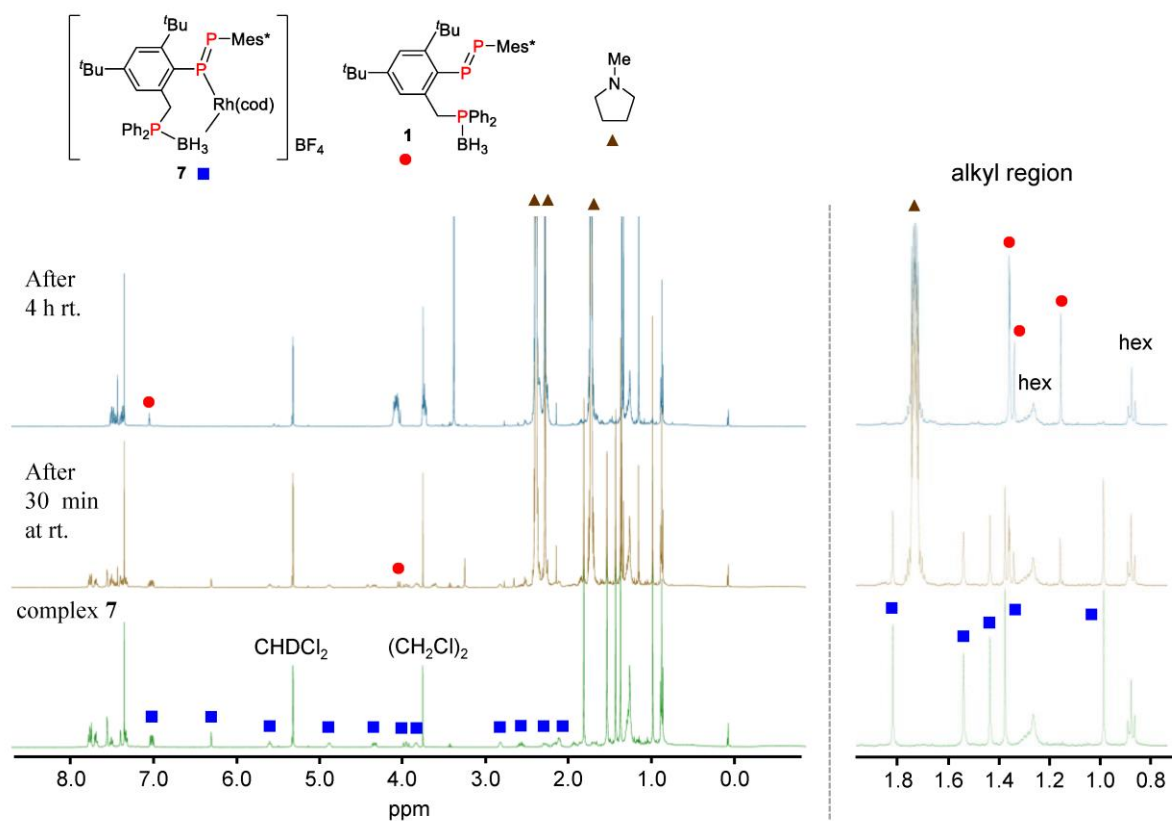 tBu
P
Mes*
tBu
P
Rh(cod)
Ph2P
BH3
BF4
7
tBu
P
Mes*
tBu
P
PPh2
1
BH3
Me
N
alkyl region
After
4 h rt.
hex
hex
After
30 min
at rt.
complex 7
CHDCl2
(CH2Cl)2
8.0 7.0 6.0 5.0 4.0 3.0 2.0 1.0 0.0
1.8 1.6 1.4 1.2 1.0 0.8
ppm